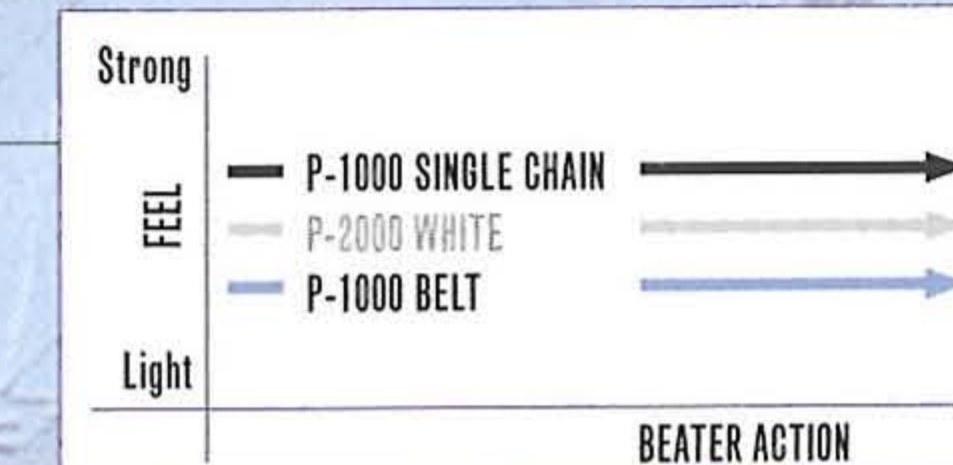 Strong
FEEL
P-1000 SINGLE CHAIN
P-2000 WHITE
P-1000 BELT
Light
BEATER ACTION